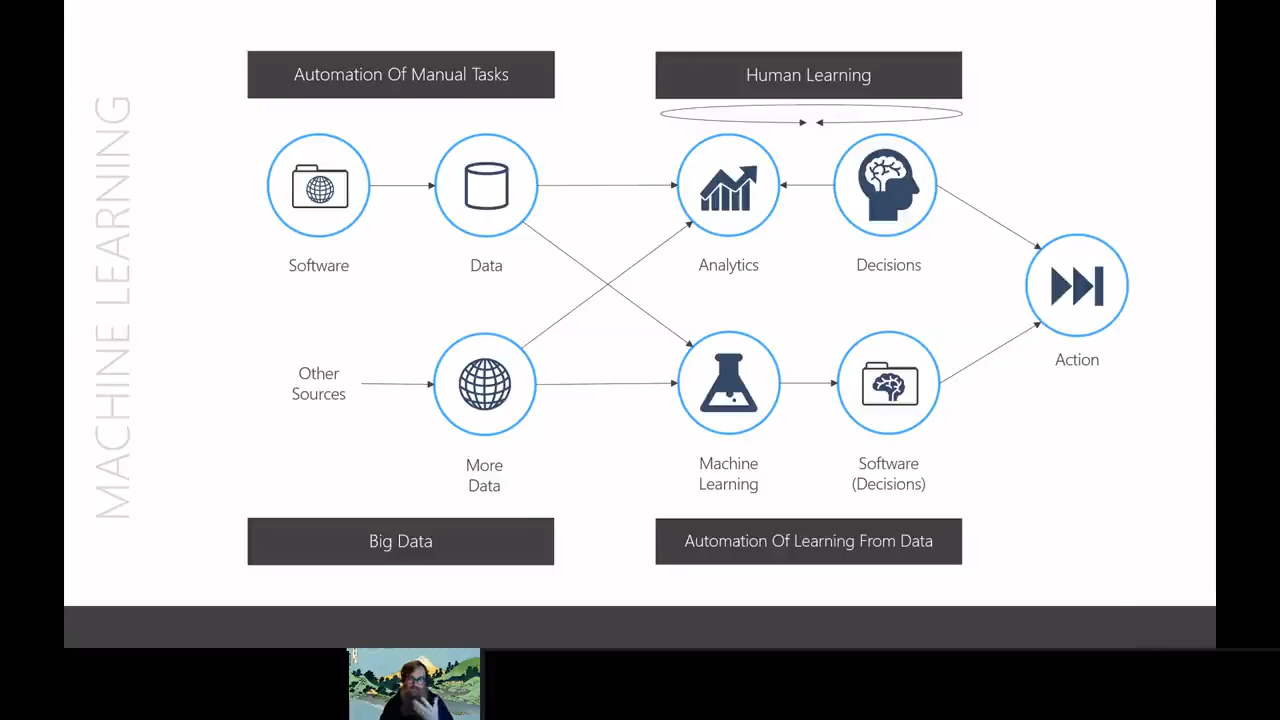 MACHINE LEARNING
Automation Of Manual Tasks
Human Learning
Software
Data
Analytics
Decisions
Action
Other
Sources
More
Data
Machine
Learning
Software
(Decisions)
Big Data
Automation Of Learning From Data